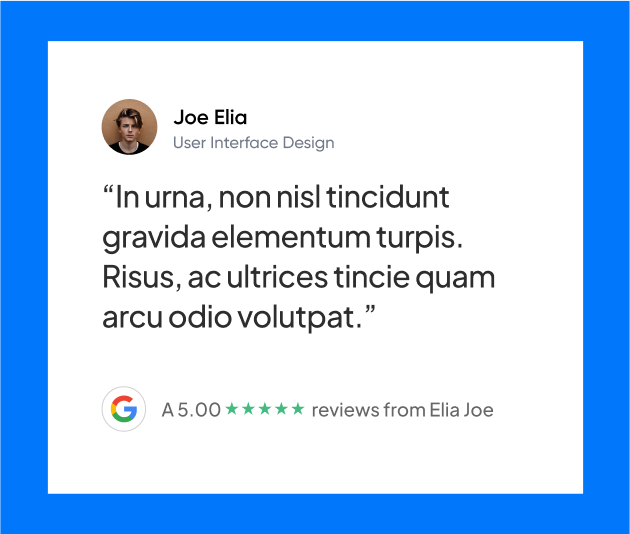 Joe Elia
User Interface Design
“In urna, non nisl tincidunt
gravida elementum turpis.
Risus, ac ultrices tincie quam
arcu odio volutpat.”
A 5.00 ★★★★★ reviews from Elia Joe